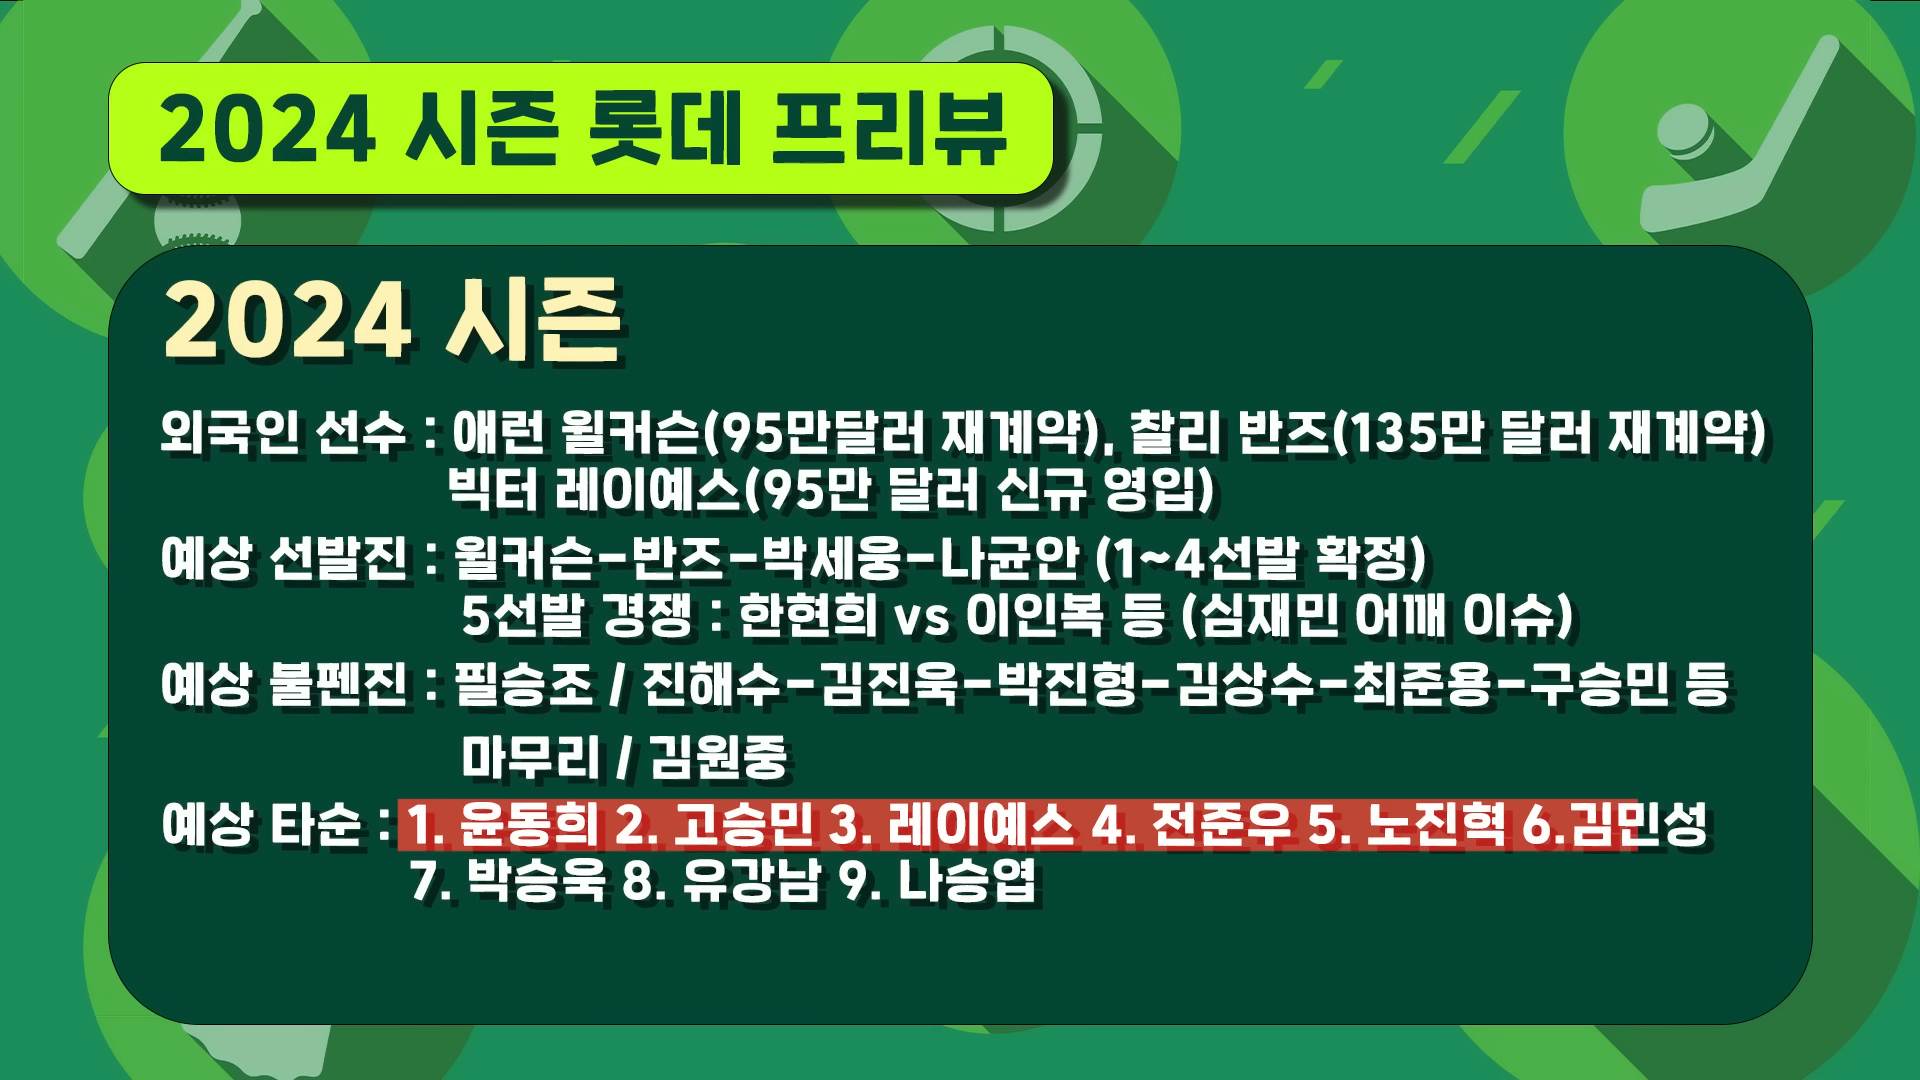 2024 시즌 롯데 프리뷰
2024 시즌
외국인 선수 : 애런 윌커슨(95만달러 재계약), 찰리 반즈(135만 달러 재계약)
빅터 레이예스(95만 달러 신규 영입)
예상 선발진 : 윌커슨-반즈-박세웅-나균안 (1~4선발 확정)
5선발 경쟁 : 한현희 vs 이인복 등 (심재민 어깨 이슈)
예상 불펜진 : 필승조 / 진해수-김진욱-박진형-김상수-최준용-구승민 등
마무리 / 김원중
예상 타순 : 1. 윤동희 2. 고승민 3. 레이예스 4. 전준우 5. 노진혁 6.김민성
7. 박승욱 8. 유강남 9. 나승엽